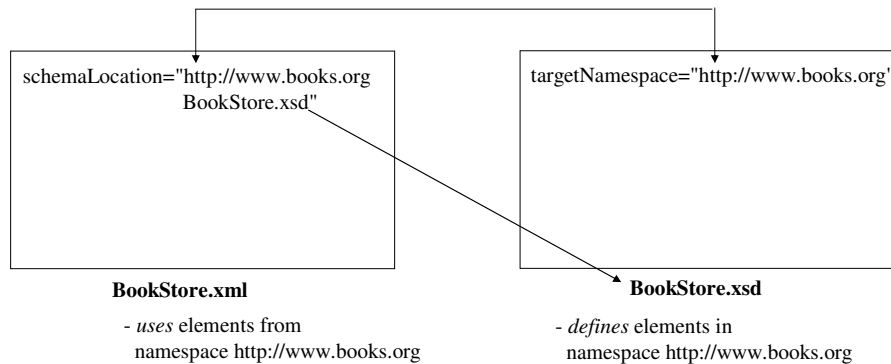 schemaLocation="http://www.books.org
BookStore.xsd"
targetNamespace="http://www.books.org"
BookStore.xml
- uses elements from
namespace http://www.books.org
BookStore.xsd
- defines elements in
namespace http://www.books.org